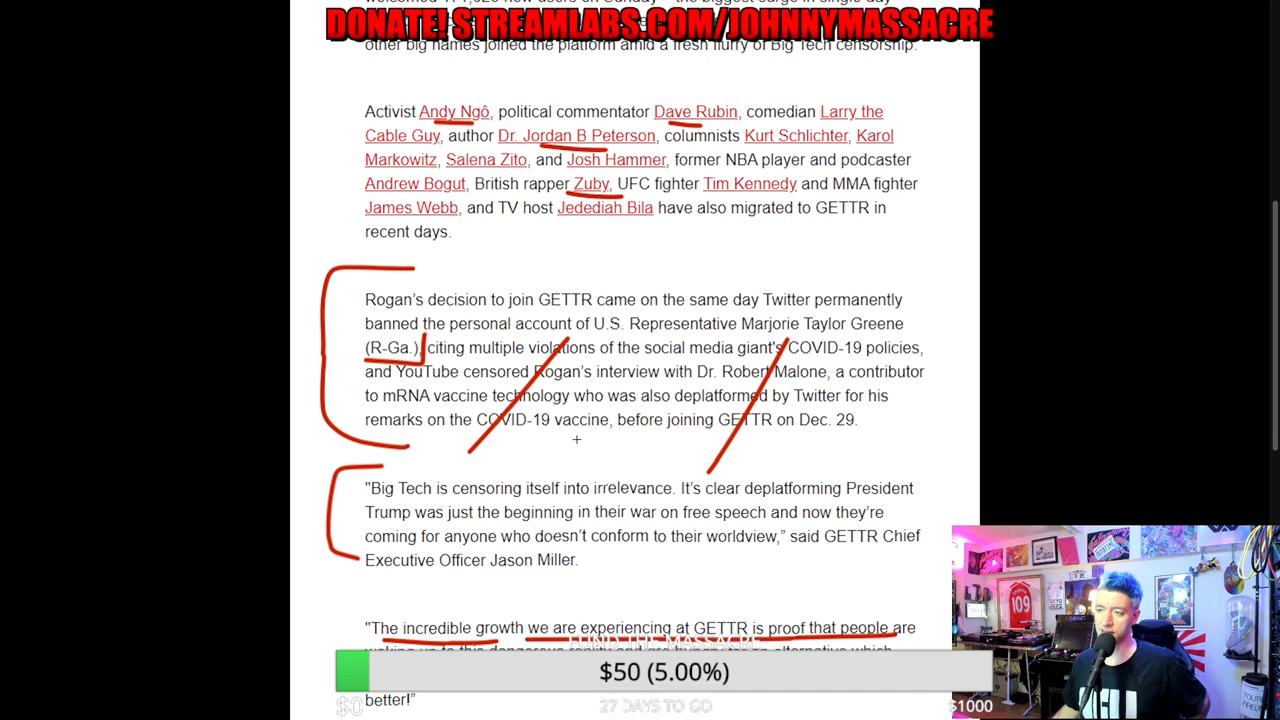 DONATE! STREAMLABS.COM/JOHNNYMASSACRE
other big names joined the platform amid a fresh flurry of Big Tech censorship.
Activist Andy Ngô, political commentator Dave Rubin, comedian Larry the
Cable Guy, author Dr. Jordan B Peterson, columnists Kurt Schlichter, Karol
Markowitz, Salena Zito, and Josh Hammer, former NBA player and podcaster
Andrew Bogut, British rapper Zuby, UFC fighter Tim Kennedy and MMA fighter
James Webb, and TV host Jedediah Bila have also migrated to GETTR in
recent days.
Rogan's decision to join GETTR came on the same day Twitter permanently
banned the personal account of U.S. Representative Marjorie Taylor Greene
(R-Ga.), citing multiple violations of the social media giant's COVID-19 policies,
and YouTube censored Rogan's interview with Dr. Robert Malone, a contributor
to mRNA vaccine technology who was also deplatformed by Twitter for his
remarks on the COVID-19 vaccine, before joining GETTR on Dec. 29.
"Big Tech is censoring itself into irrelevance. It's clear deplatforming President
Trump was just the beginning in their war on free speech and now they're
coming for anyone who doesn't conform to their worldview," said GETTR Chief
Executive Officer Jason Miller.
"The incredible growth we are experiencing at GETTR is proof that people are
FUND THE MASSACRE
$50 (5.00%)
better!"
$0
27 DAYS TO GO
$1000
109